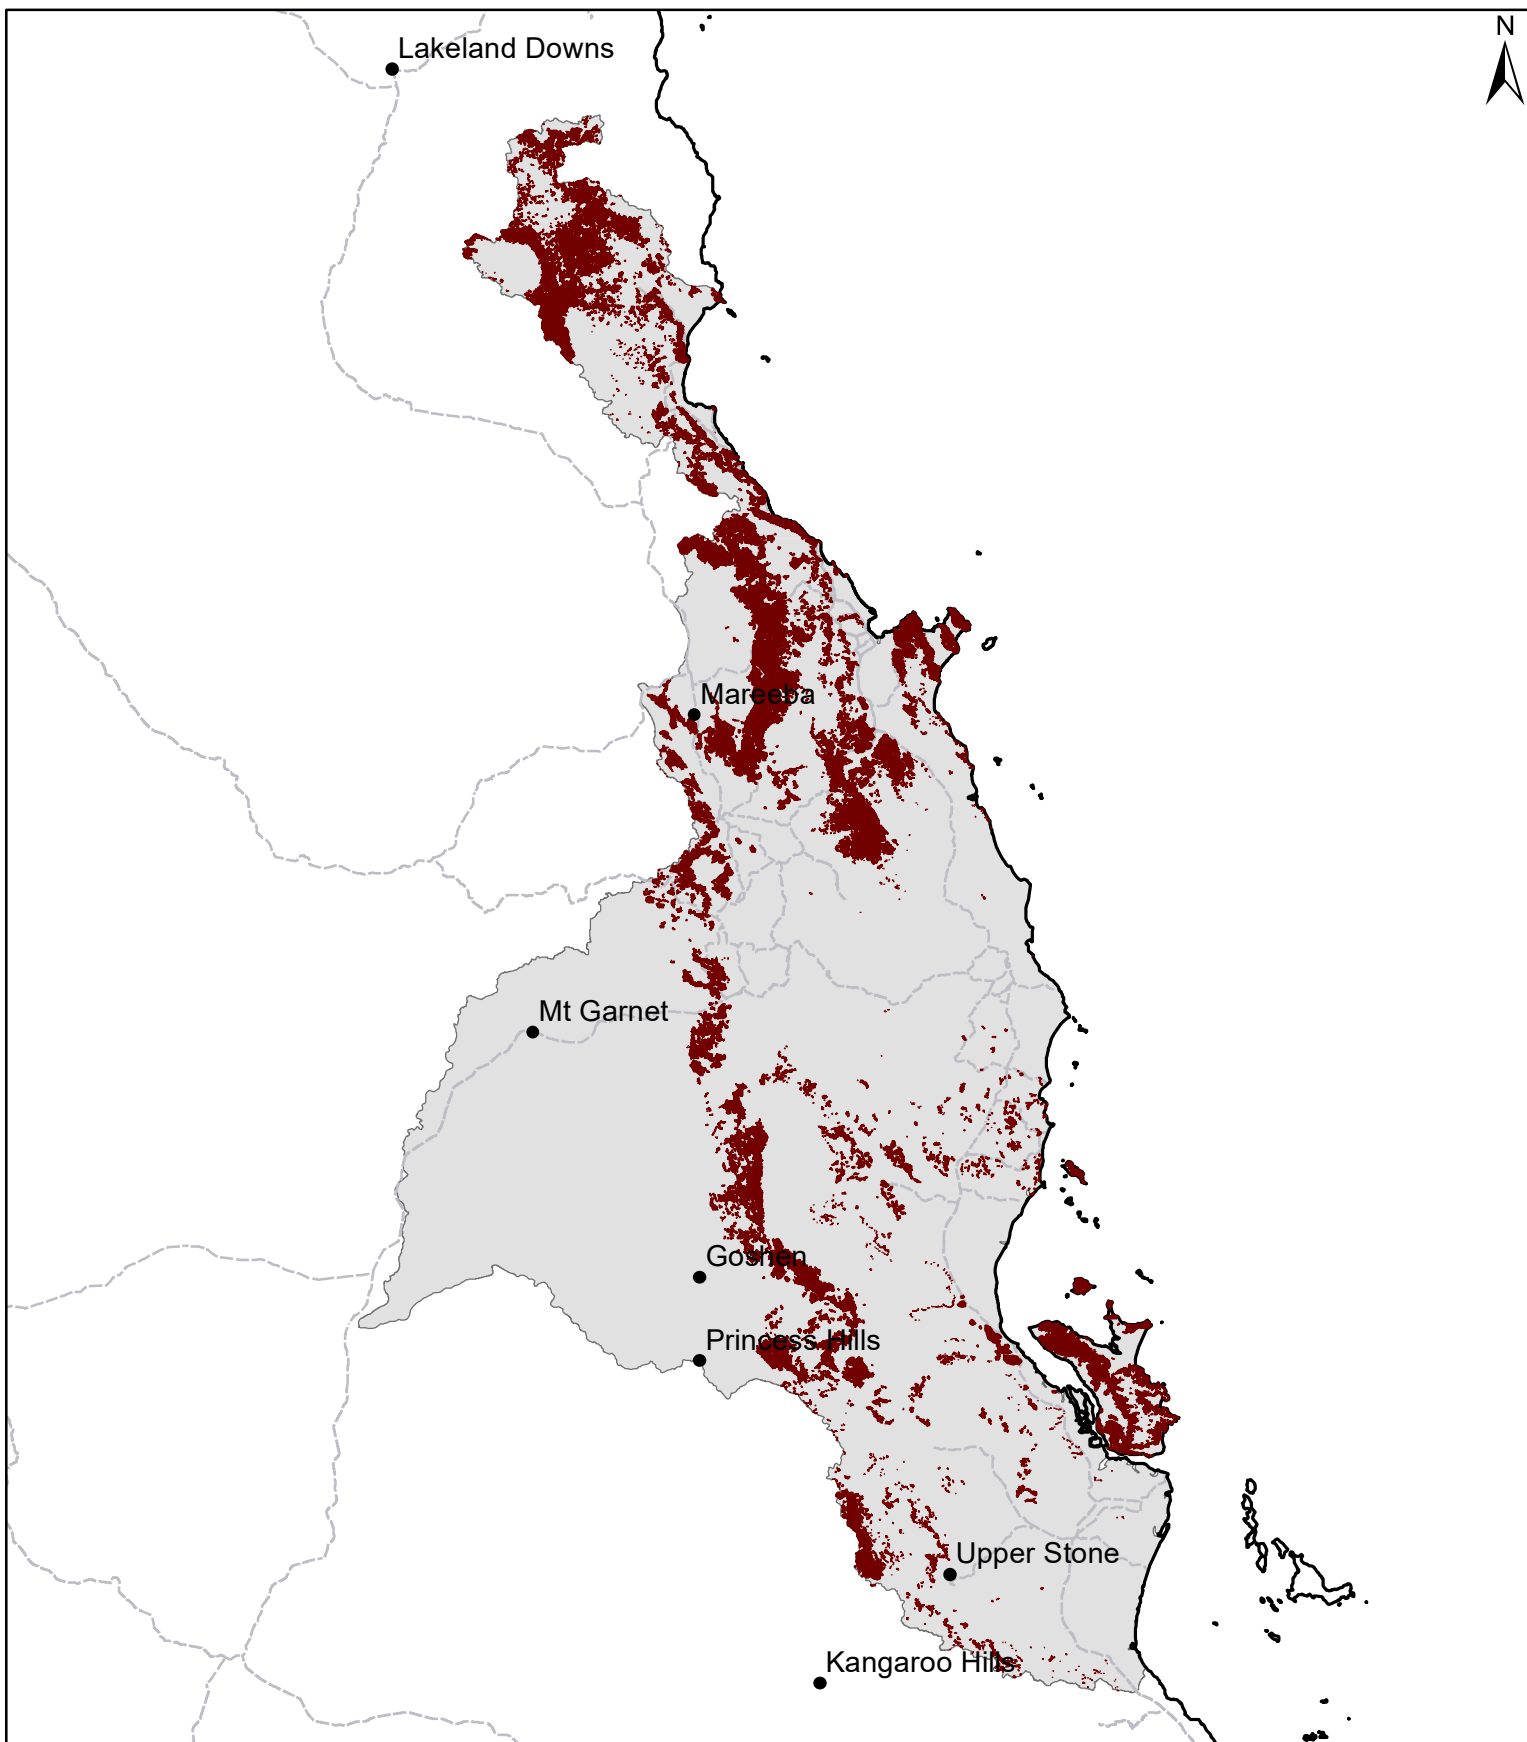 N
Lakeland Downs
Mareeba
Mt Garnet
Goshen
Princess Hills
Upper Stone
Kangaroo Hills